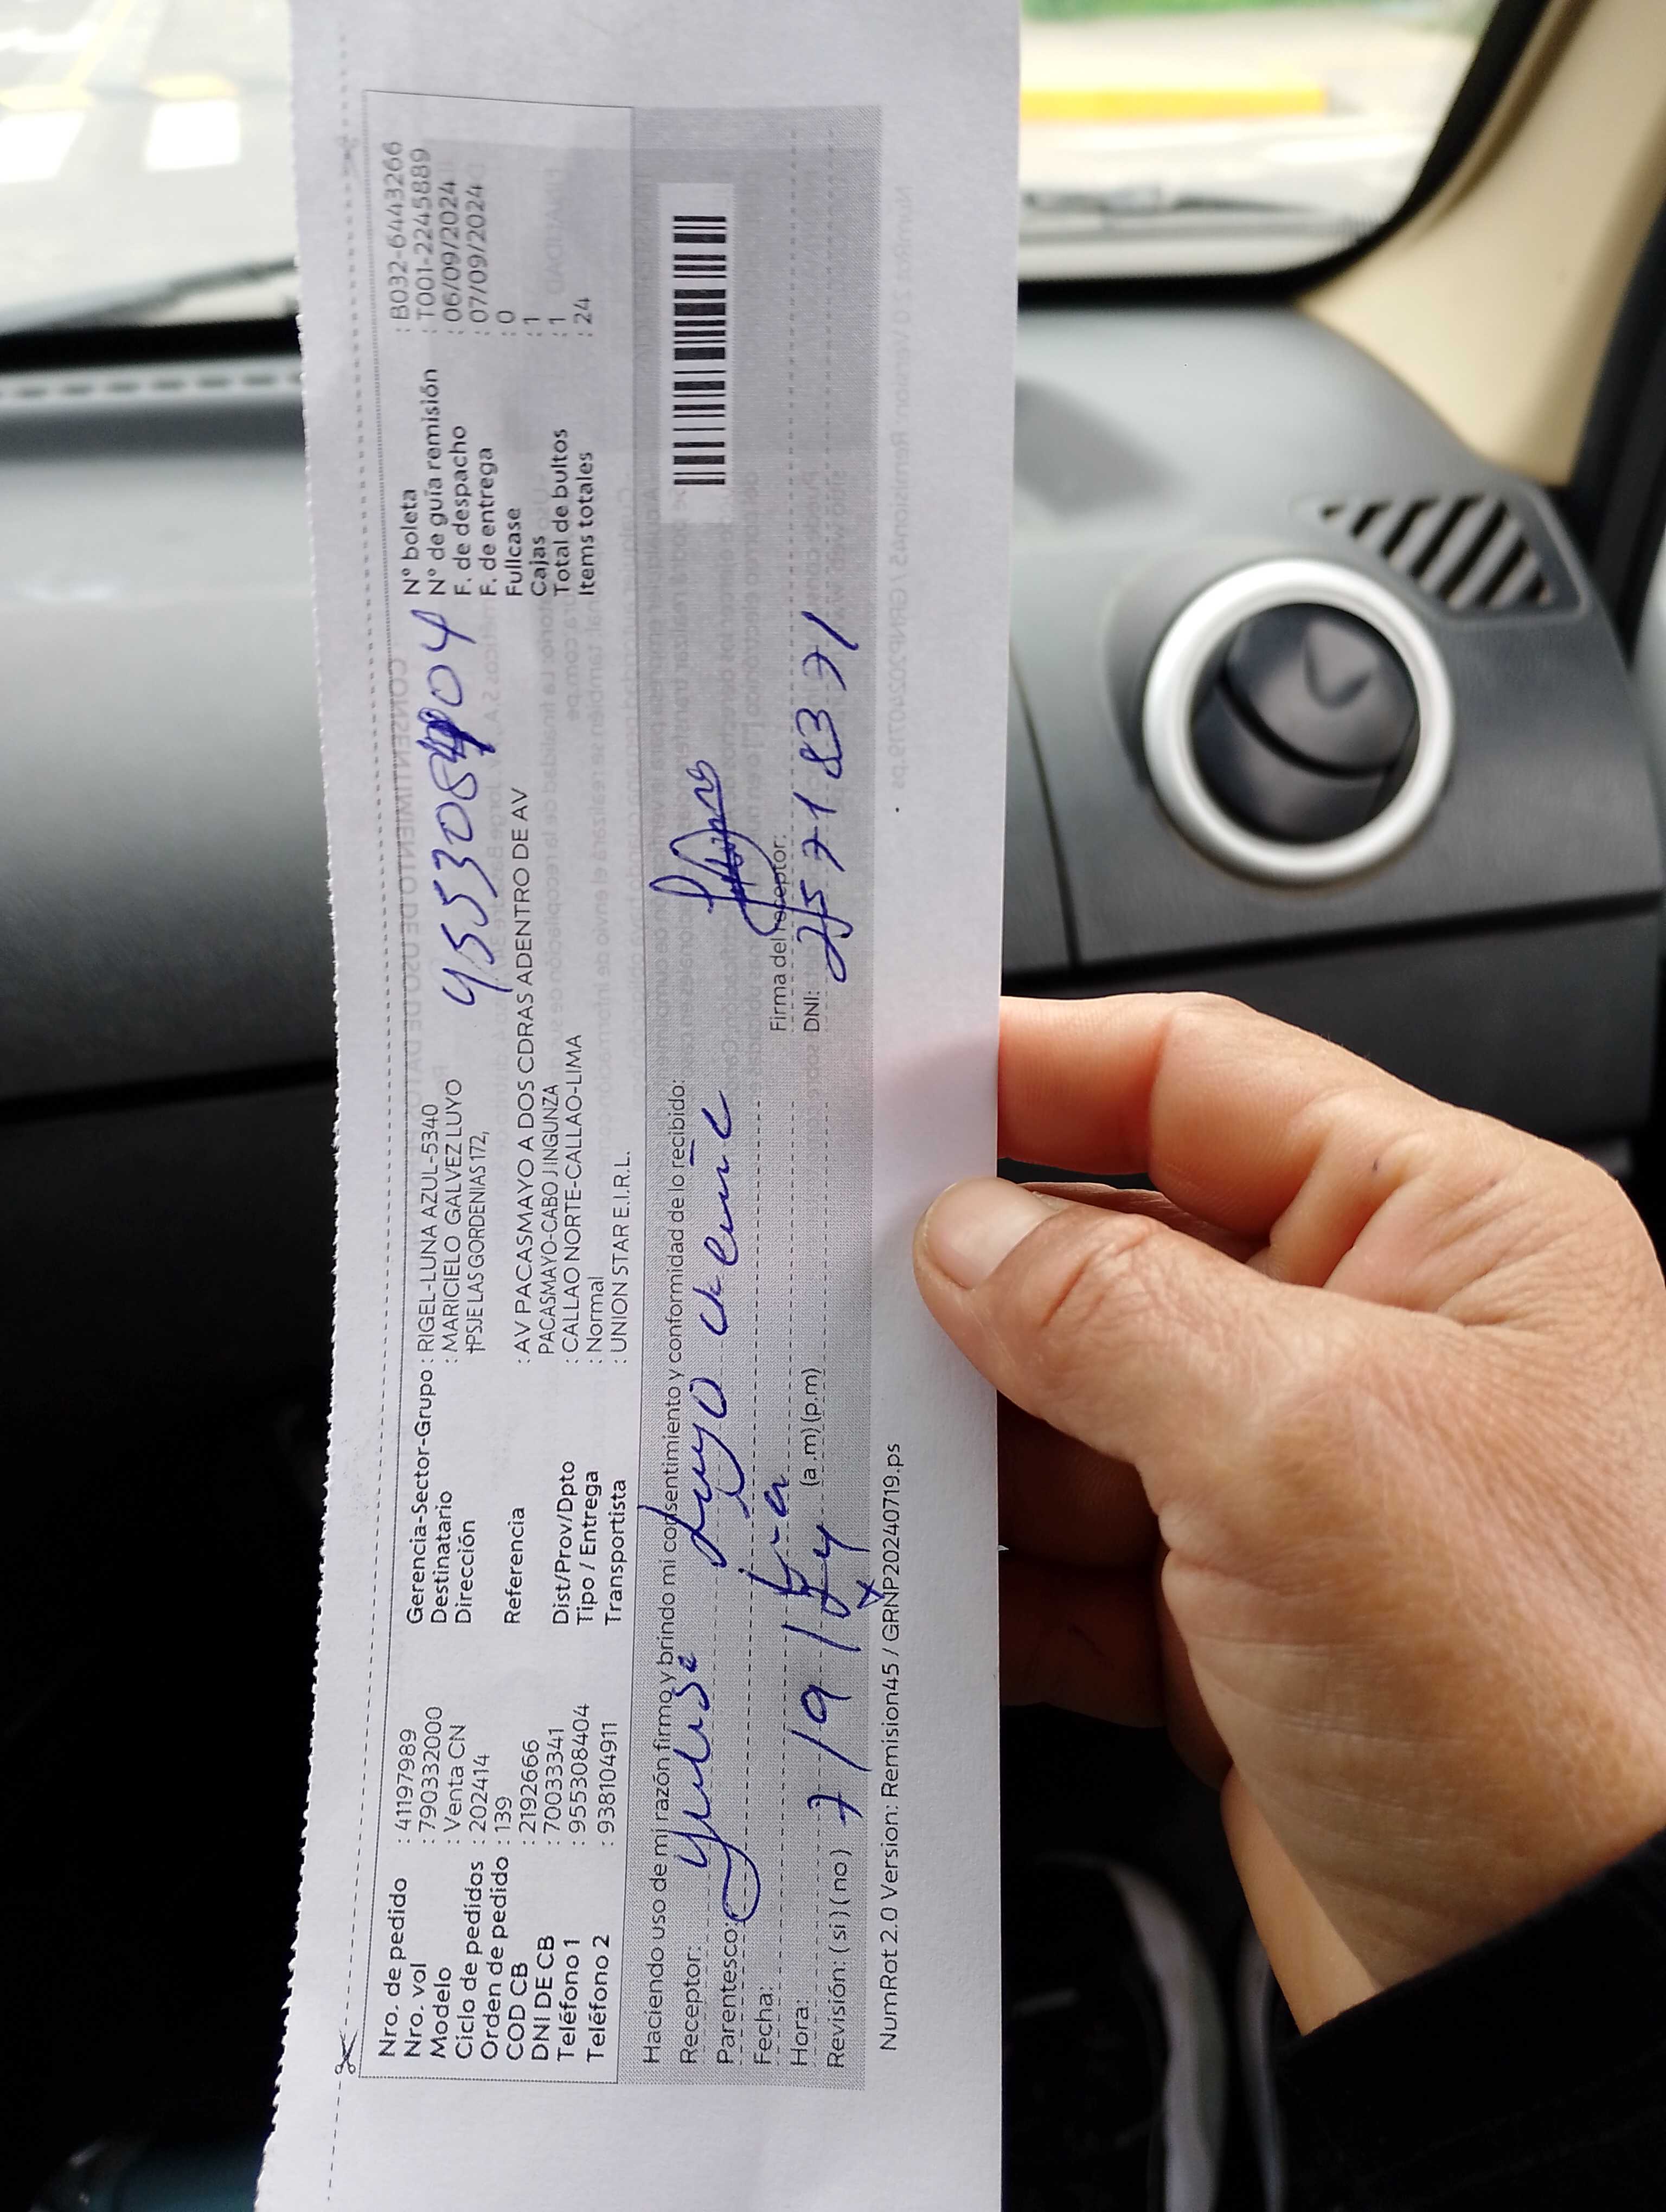 Nro. de pedido : 41197989
Nro. vol : 790332000
Modelo : Venta CN
Ciclo de pedidos : 202414
Orden de pedido : 139
COD CB : 2192666
DNI DE CB : 70033341
Teléfono 1 : 955308404
Teléfono 2 : 938104911
Gerencia-Sector-Grupo : RIGEL-LUNA AZUL-5340
Destinatario : MARICIELO GALVEZ LUYO
Dirección †PSJE LAS GORDENIAS 172,
Referencia : AV PACASMAYO A DOS CDRAS ADENTRO DE AV
PACASMAYO-CABO J INGUNZA
Dist/Prov/Dpto : CALLAO NORTE-CALLAO-LIMA
Tipo / Entrega : Normal
Transportista : UNION STAR E.I.R.L.
N° boleta : B032-6443266
N° de guía remisión : T001-2245889
F. de despacho : 06/09/2024
F. de entrega : 07/09/2024
Fullcase : 0
Cajas : 1
Total de bultos : 1
Items totales : 24
Haciendo uso de mi razón firmo y brindo mi consentimiento y conformidad de lo recibido:
Receptor: Luyo
Parentesco:
Fecha:
Hora: (a.m) (p.m)
Revisión: (si) (no) 7/9/
Firma del receptor:
DNI: 25718371
NumRot 2.0 Version: Remision45 / GRNP20240719.ps